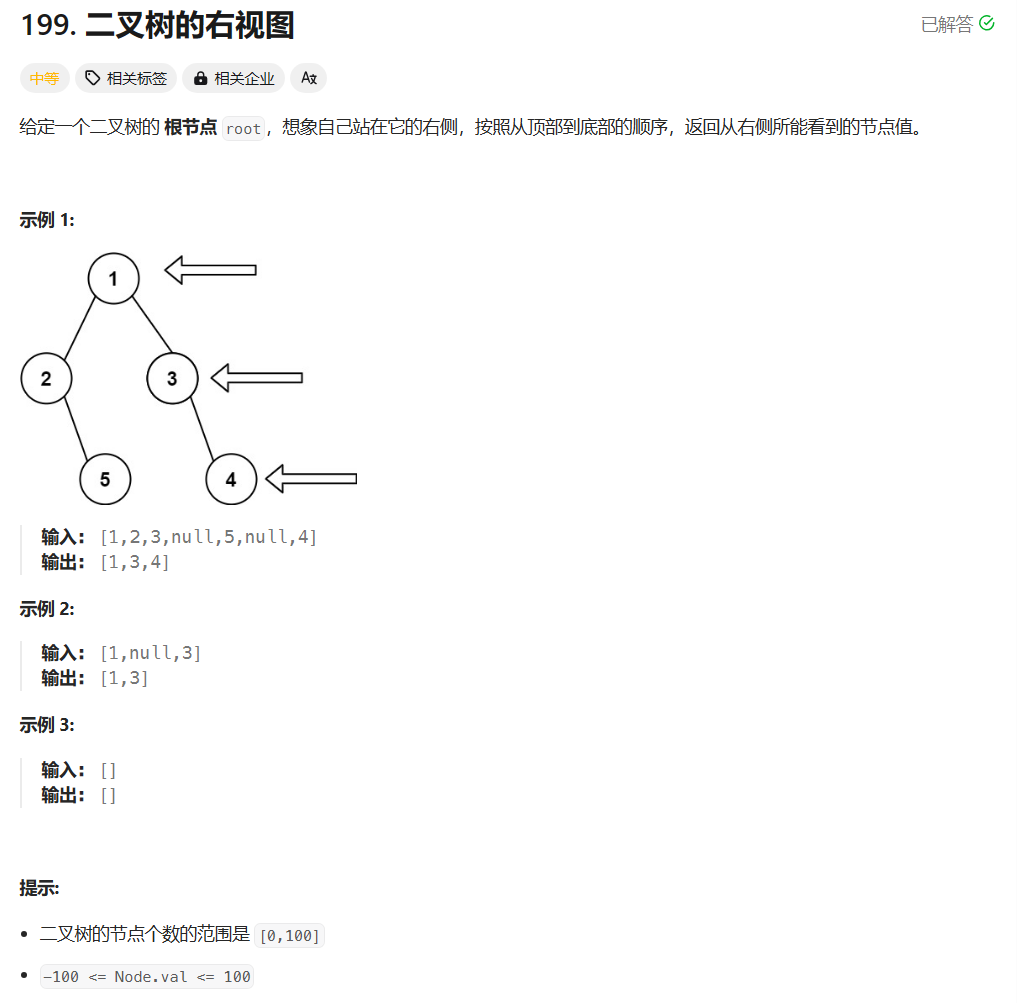 199. 二叉树的右视图
已解答
中等 相关标签 相关企业 Aあ
给定一个二叉树的 根节点 root，想象自己站在它的右侧，按照从顶部到底部的顺序，返回从右侧所能看到的节点值。
示例 1:
1
2 3
5 4
输入： [1,2,3,null,5,null,4]
输出： [1,3,4]
示例 2:
输入： [1,null,3]
输出： [1,3]
示例 3:
输入： []
输出： []
提示:
• 二叉树的节点个数的范围是 [0,100]
• -100 <= Node.val <= 100